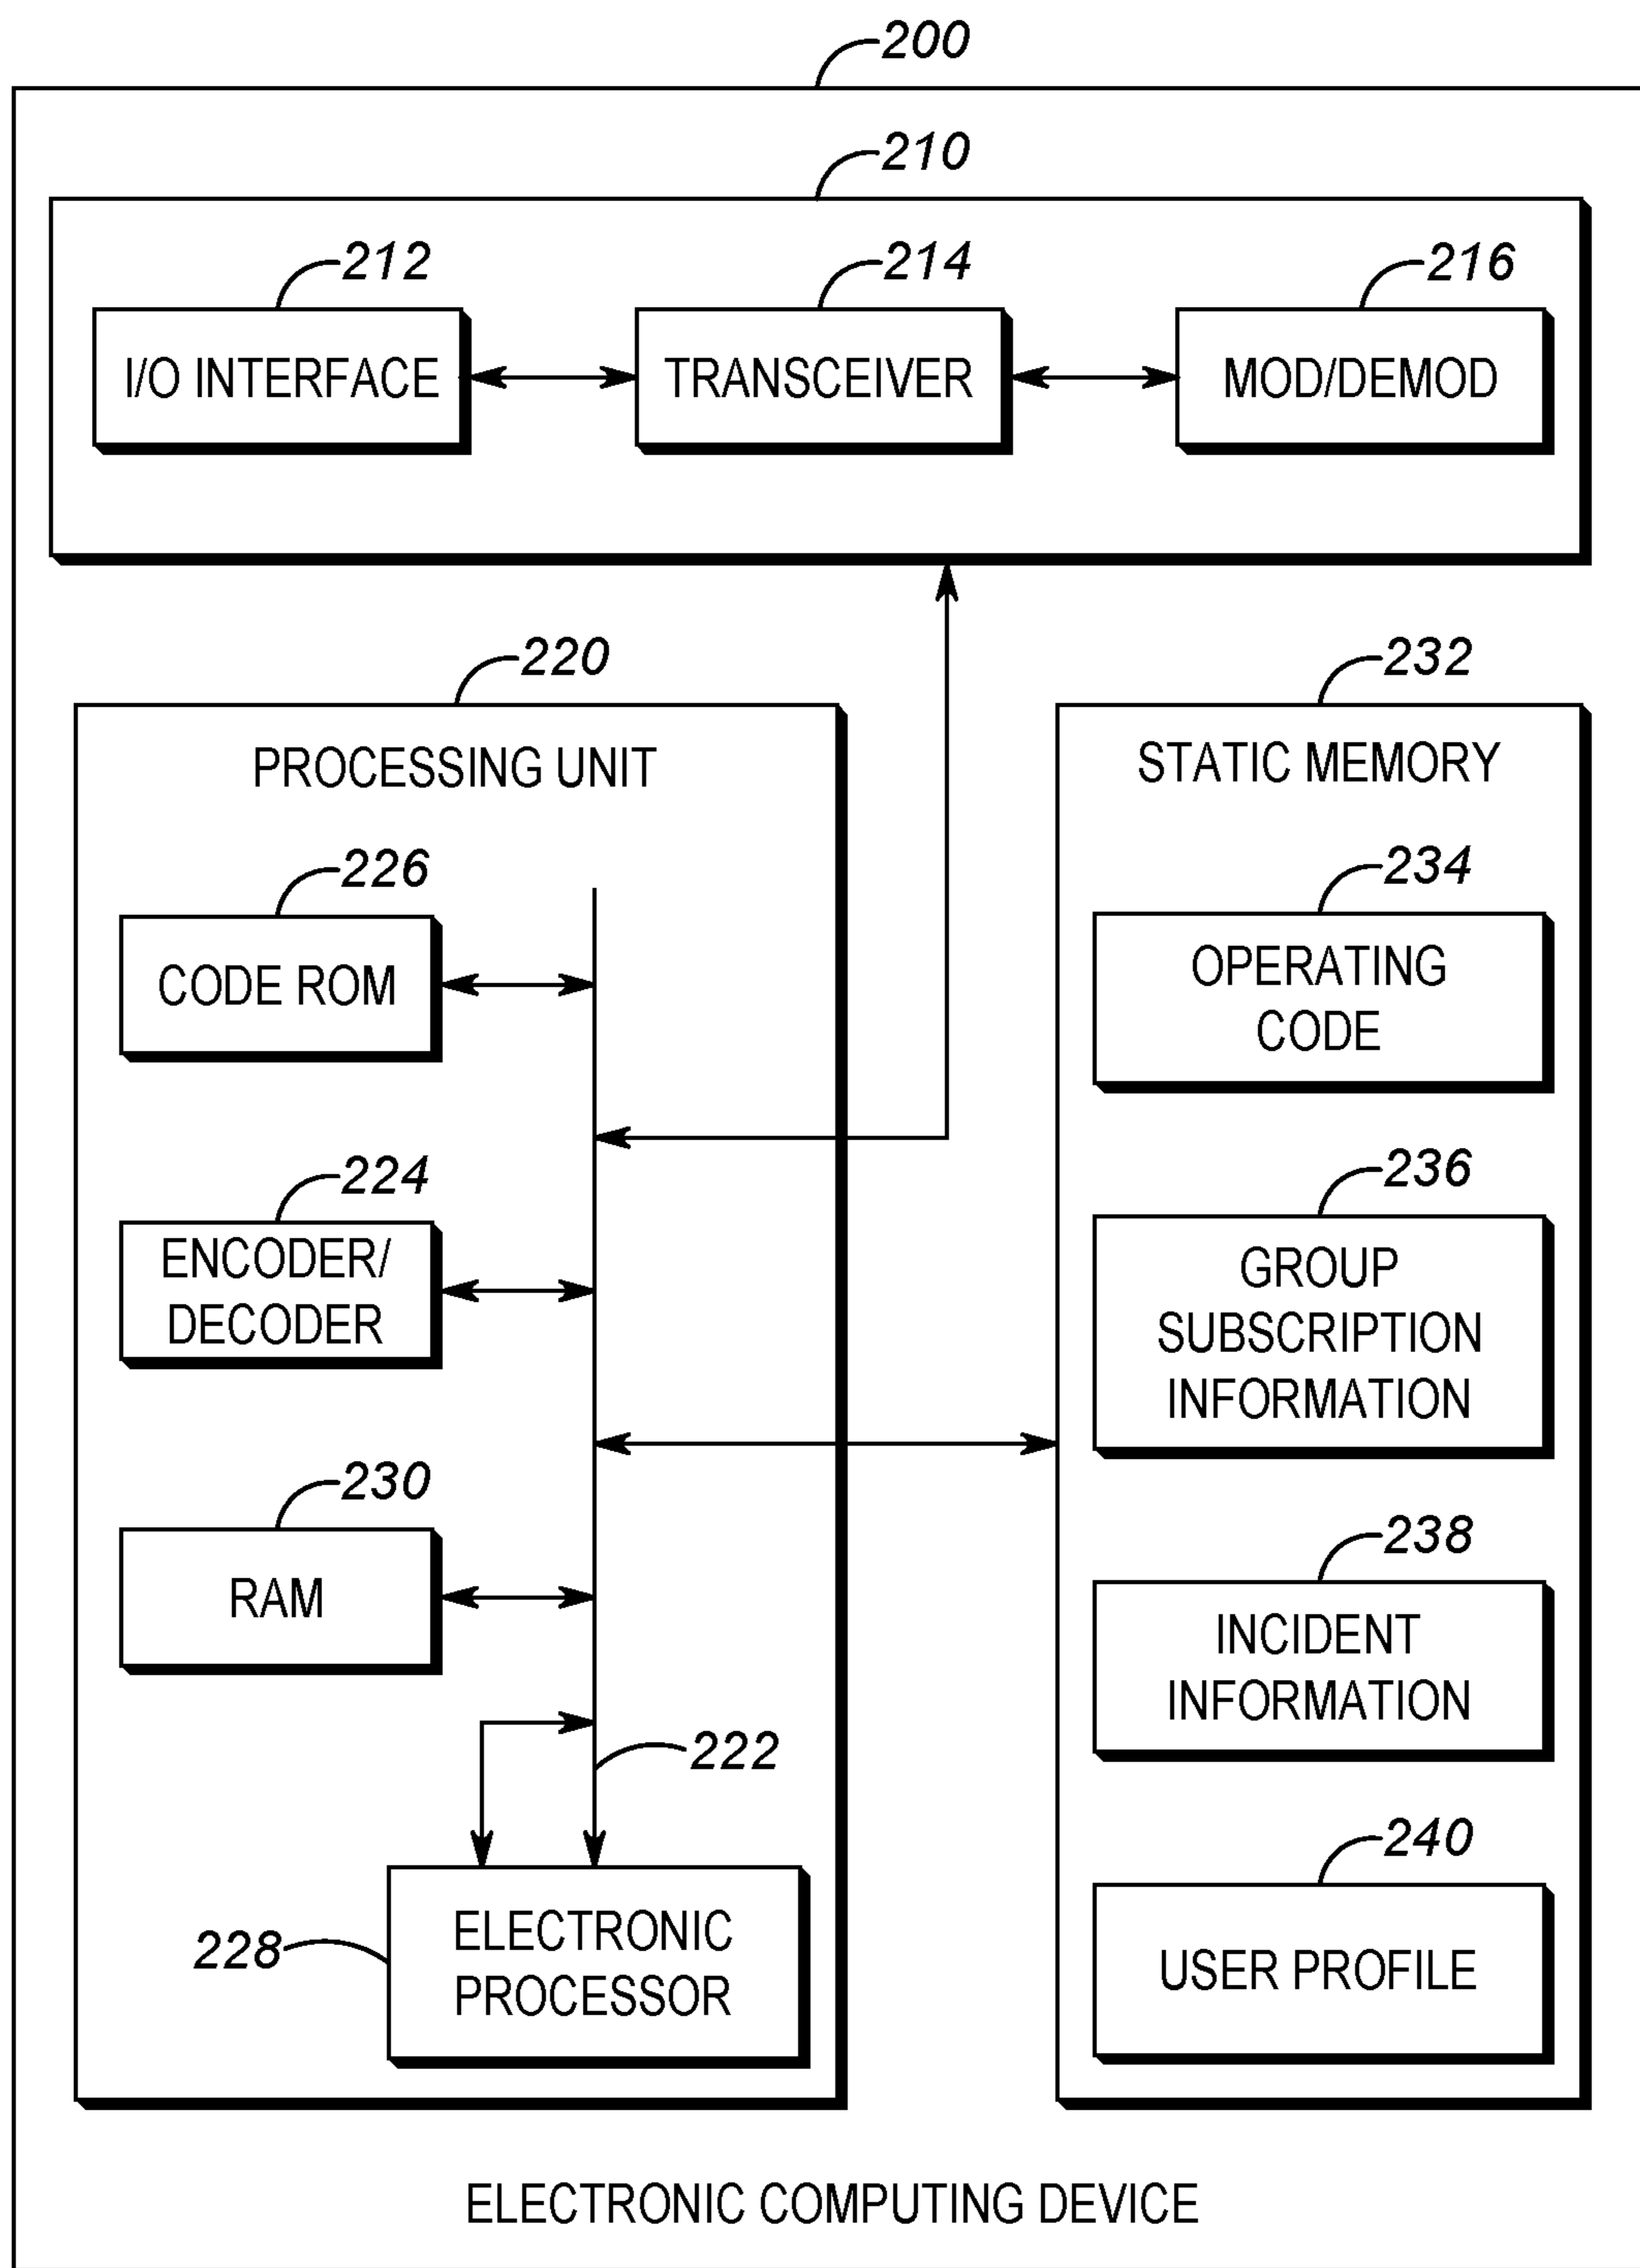 200
210
212
214
216
I/O INTERFACE
TRANSCEIVER
MOD/DEMOD
220
PROCESSING UNIT
226
CODE ROM
224
ENCODER/
DECODER
230
RAM
222
228
ELECTRONIC
PROCESSOR
232
STATIC MEMORY
234
OPERATING
CODE
236
GROUP
SUBSCRIPTION
INFORMATION
238
INCIDENT
INFORMATION
240
USER PROFILE
ELECTRONIC COMPUTING DEVICE